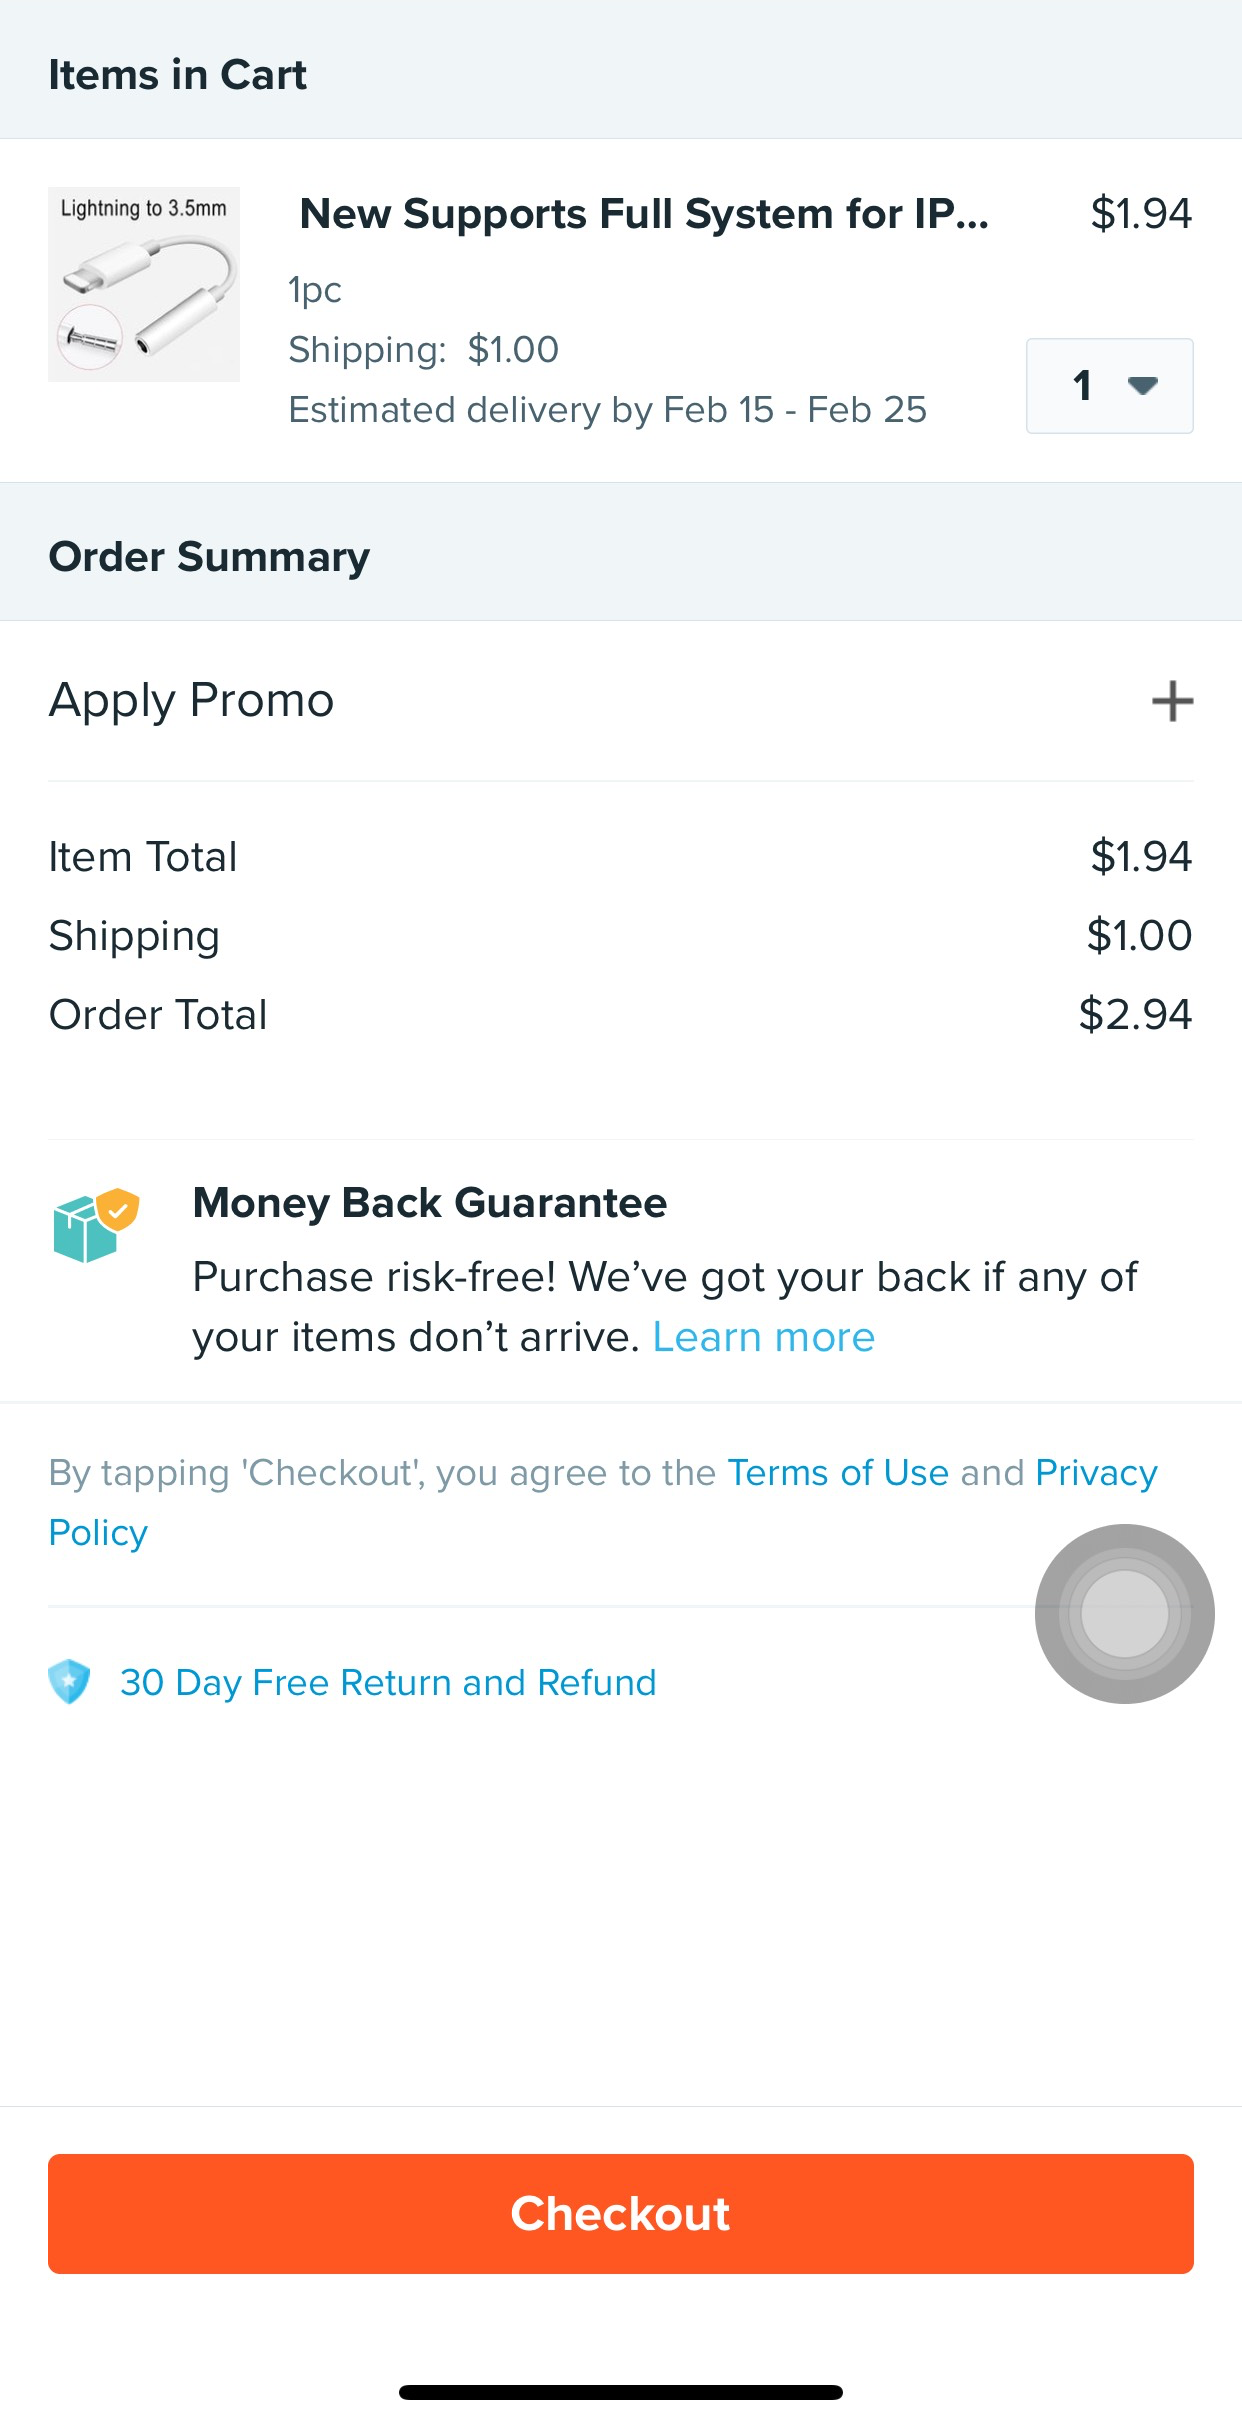 Items in Cart
Lightning to 3.5mm
New Supports Full System for IP... $1.94
1pc
Shipping: $1.00
1
Estimated delivery by Feb 15 - Feb 25
Order Summary
Apply Promo +
Item Total $1.94
Shipping $1.00
Order Total $2.94
Money Back Guarantee
Purchase risk-free! We’ve got your back if any of
your items don’t arrive. Learn more
By tapping 'Checkout', you agree to the Terms of Use and Privacy
Policy
30 Day Free Return and Refund
Checkout